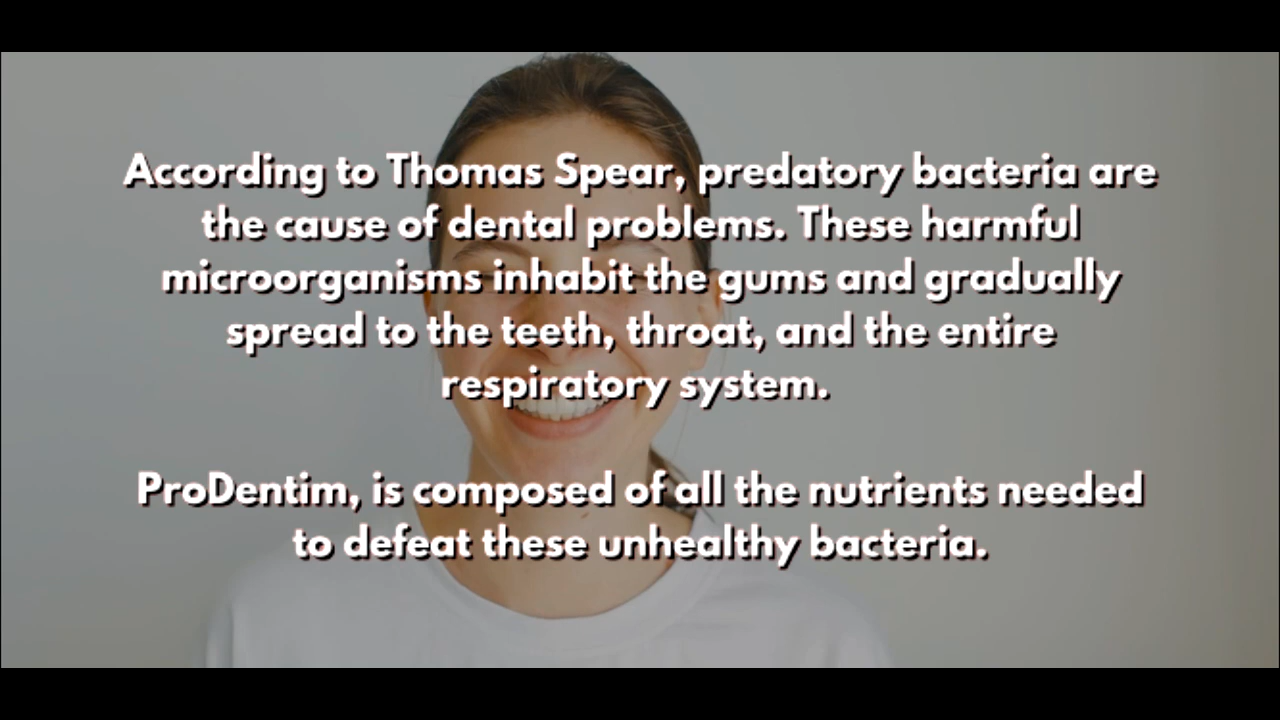 According to Thomas Spear, predatory bacteria are
the cause of dental problems. These harmful
microorganisms inhabit the gums and gradually
spread to the teeth, throat, and the entire
respiratory system.
ProDentim, is composed of all the nutrients needed
to defeat these unhealthy bacteria.